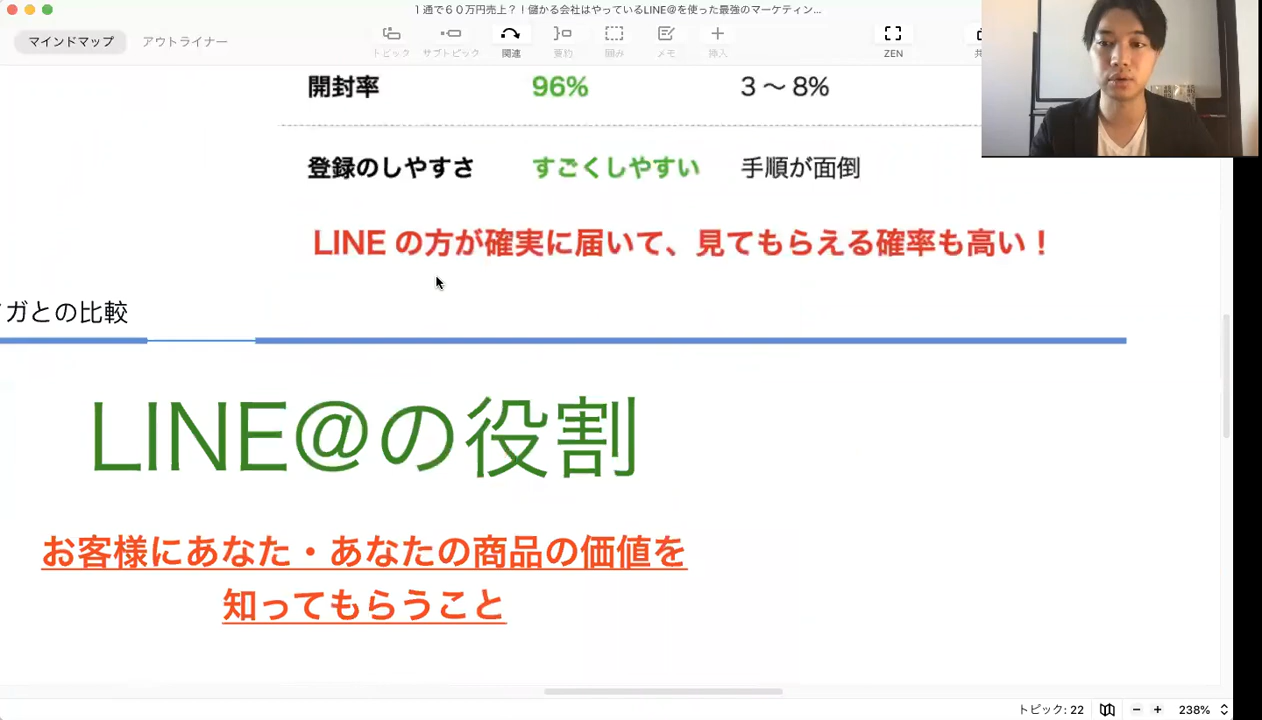 １通で６０万円売上？！儲かる会社はやっているLINE@を使った最強のマーケティン...
マインドマップ
アウトライナー
トピック
サブトピック
関連
要約
囲み
メモ
挿入
ZEN
開封率 96% 3 〜 8%
登録のしやすさ すごくしやすい 手順が面倒
LINE の方が確実に届いて、見てもらえる確率も高い！
ガとの比較
LINE@の役割
お客様にあなた・あなたの商品の価値を
知ってもらうこと
トピック: 22
238%